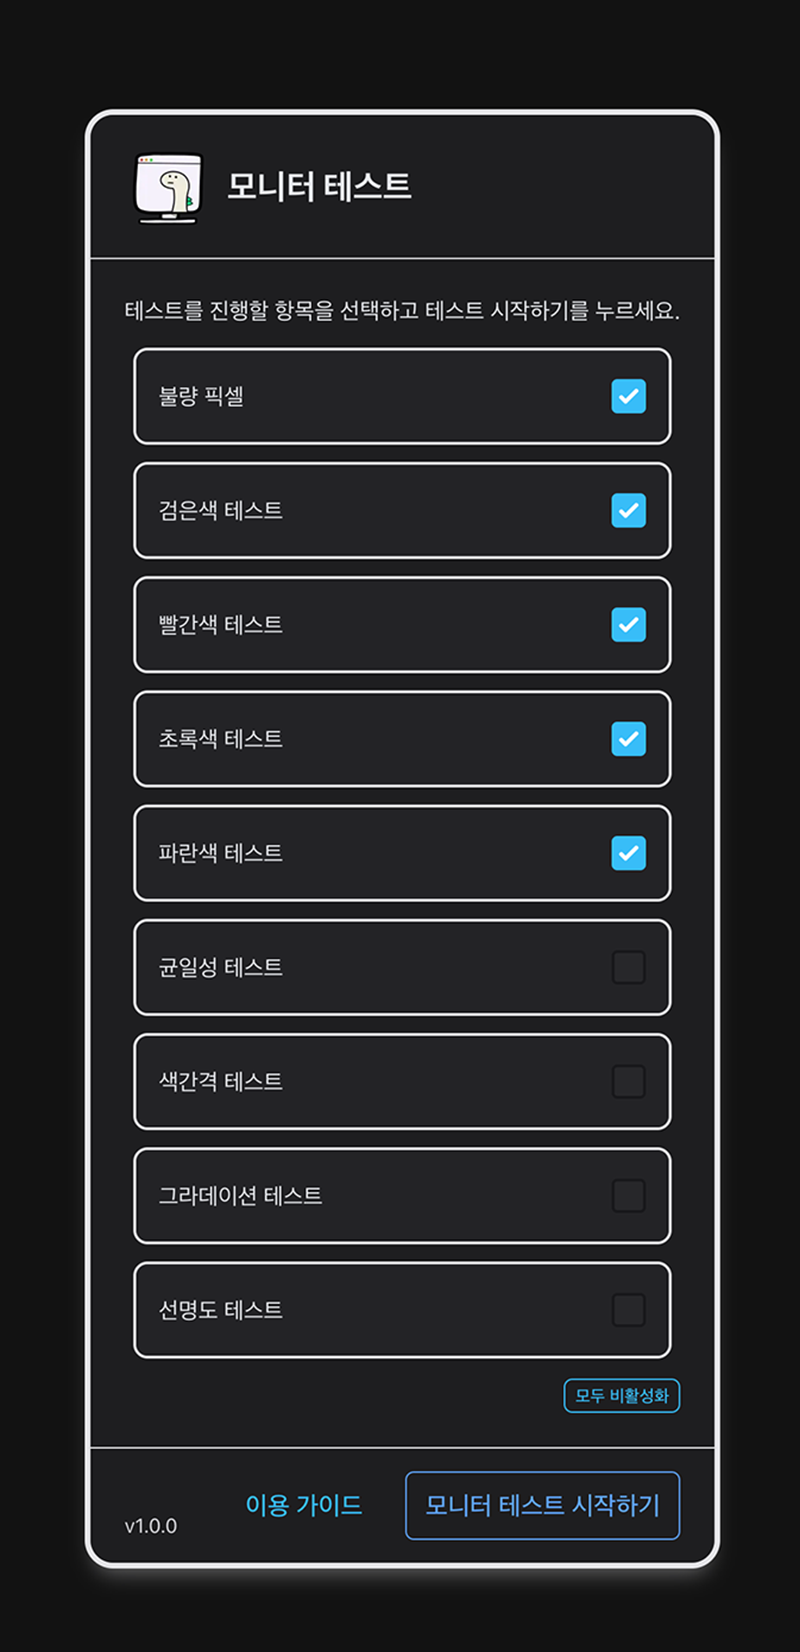 모니터 테스트
테스트를 진행할 항목을 선택하고 테스트 시작하기를 누르세요.
불량 픽셀
검은색 테스트
빨간색 테스트
초록색 테스트
파란색 테스트
균일성 테스트
색간격 테스트
그라데이션 테스트
선명도 테스트
모두 비활성화
v1.0.0
이용 가이드
모니터 테스트 시작하기